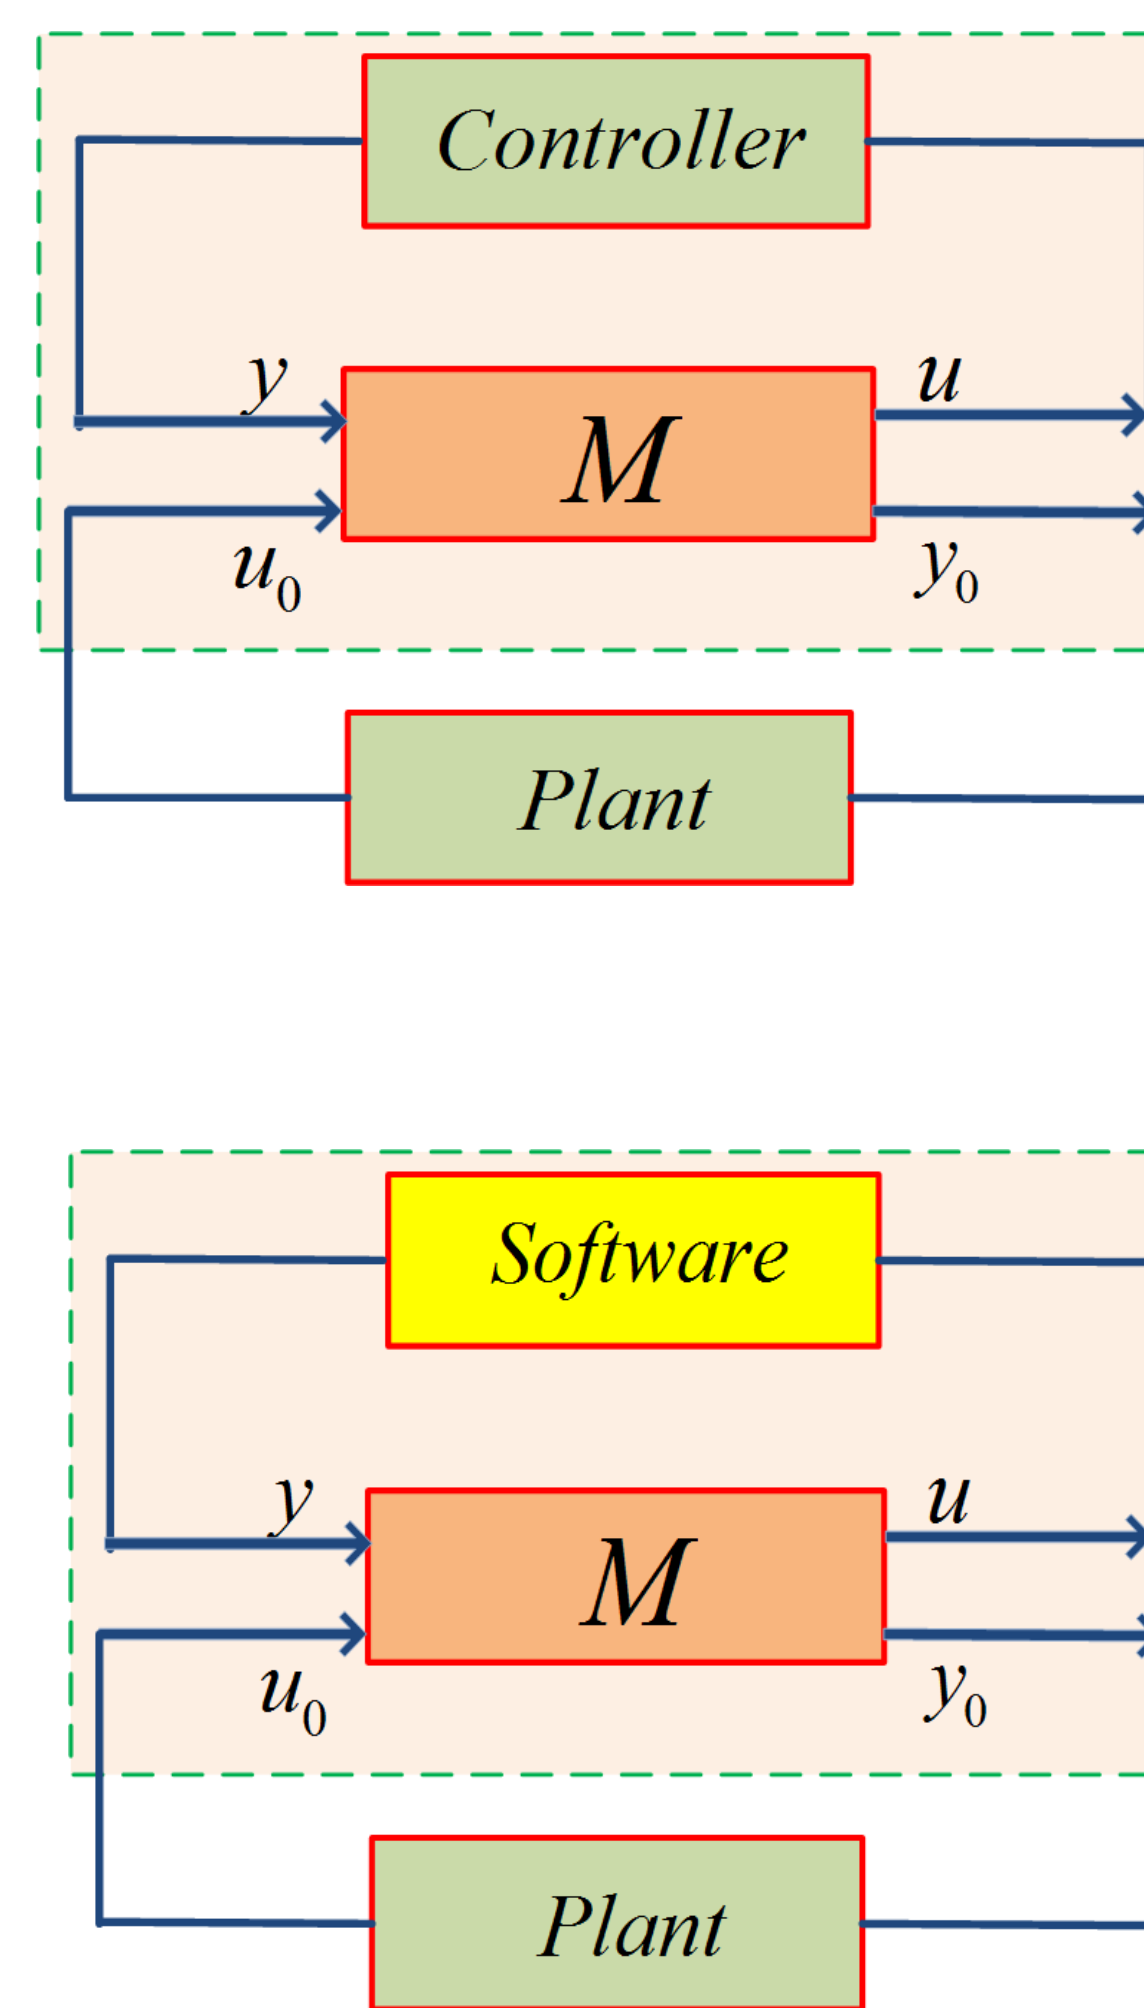 Controller
y
u
M
u₀
y₀
Plant
Software
y
u
M
u₀
y₀
Plant